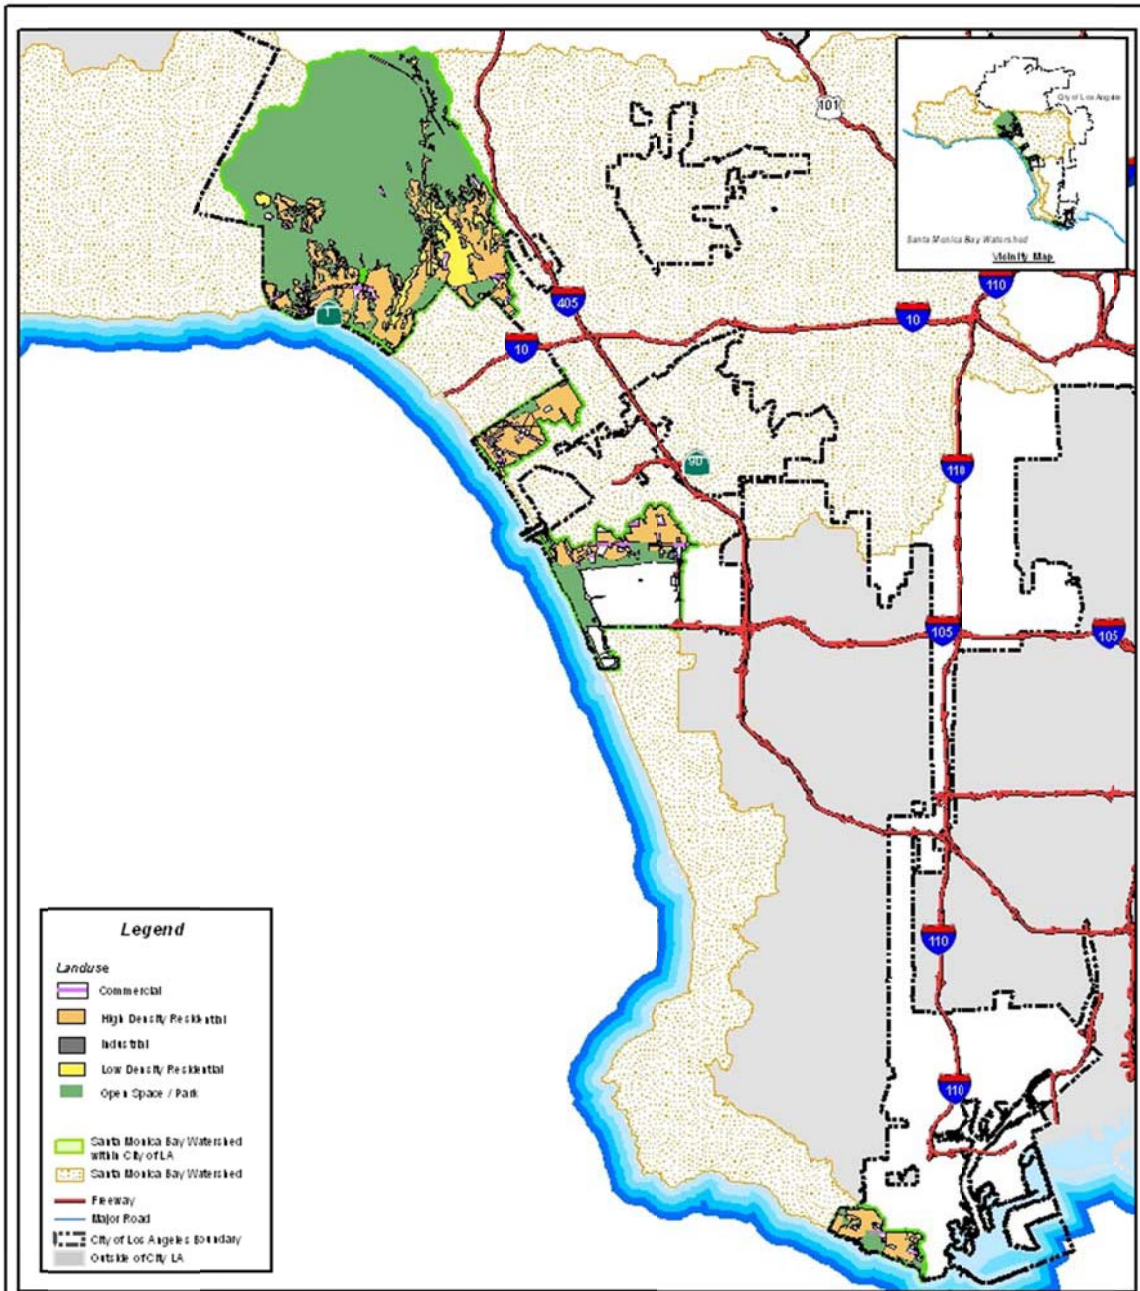 101
City of Los Angeles
Santa Monica Bay Watershed
Vicinity Map
1
405
10
10
110
90
110
105
105
110
110
Legend
Landuse
Commercial
High Density Residential
Industrial
Low Density Residential
Open Space / Park
Santa Monica Bay Watershed
within City of LA
Santa Monica Bay Watershed
Freeway
Major Road
City of Los Angeles Boundary
Outside of City LA